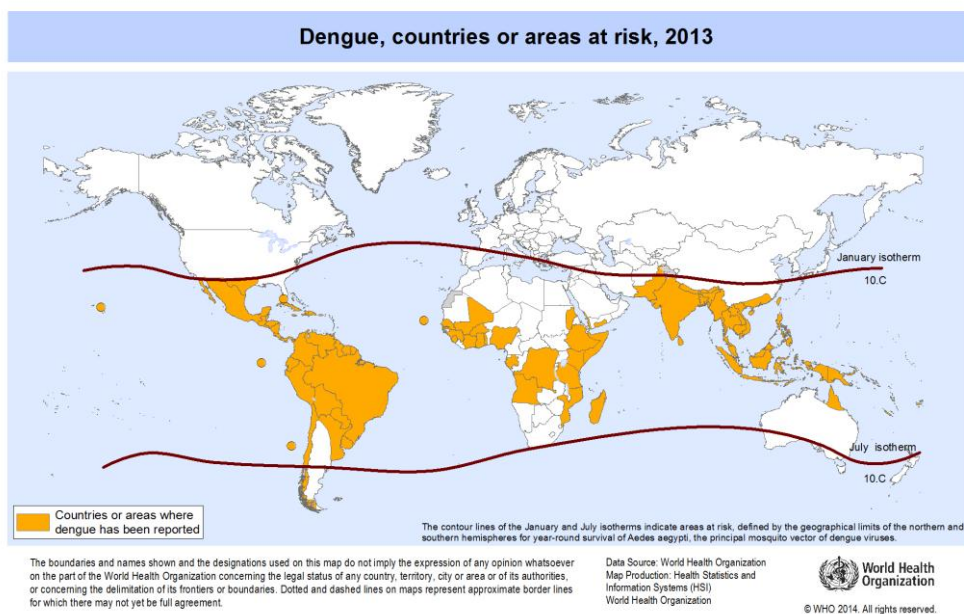 Dengue, countries or areas at risk, 2013
January isotherm
10.C
July isotherm
10.C
Countries or areas where
dengue has been reported
The contour lines of the January and July isotherms indicate areas at risk, defined by the geographical limits of the northern and
southern hemispheres for year-round survival of Aedes aegypti, the principal mosquito vector of dengue viruses.
The boundaries and names shown and the designations used on this map do not imply the expression of any opinion whatsoever
on the part of the World Health Organization concerning the legal status of any country, territory, city or area or of its authorities,
or concerning the delimitation of its frontiers or boundaries. Dotted and dashed lines on maps represent approximate border lines
for which there may not yet be full agreement.
Data Source: World Health Organization
Map Production: Health Statistics and
Information Systems (HSI)
World Health Organization
World Health
Organization
© WHO 2014. All rights reserved.